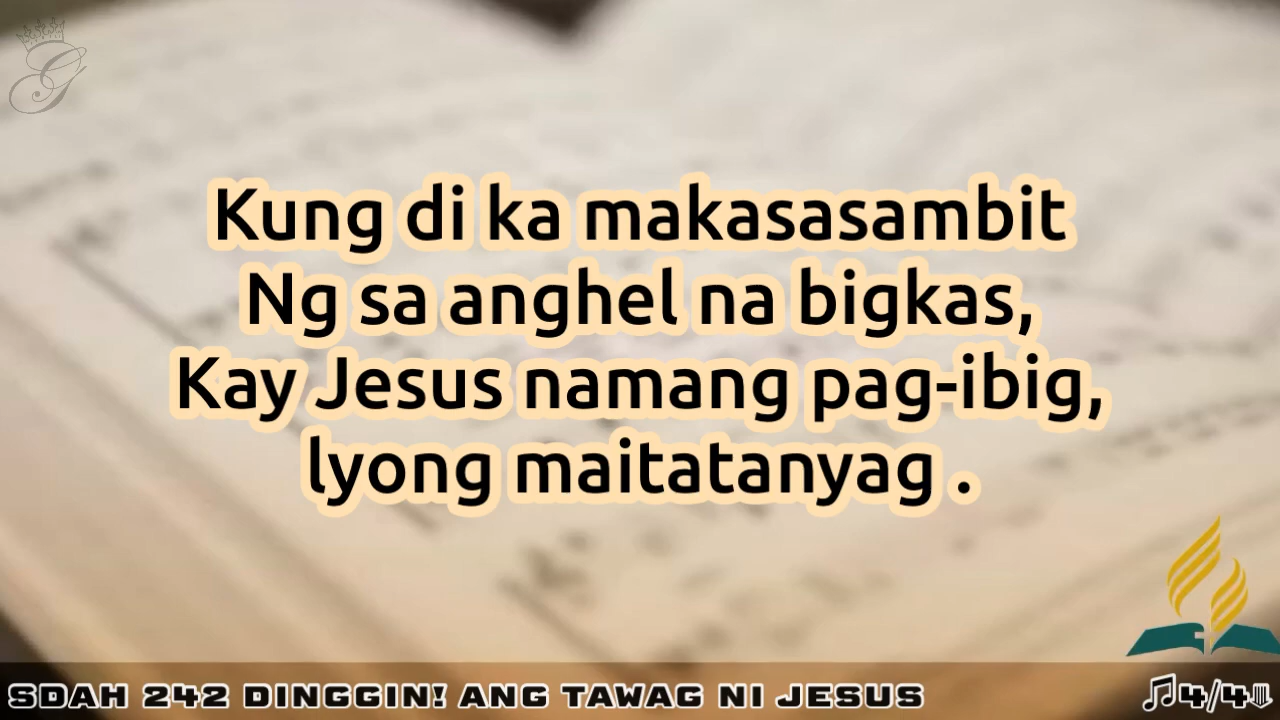 Kung di ka makasasambit
Ng sa anghel na bigkas,
Kay Jesus namang pag-ibig,
lyong maitatanyag .
SDAH 242 DINGGIN! ANG TAWAG NI JESUS
4/4